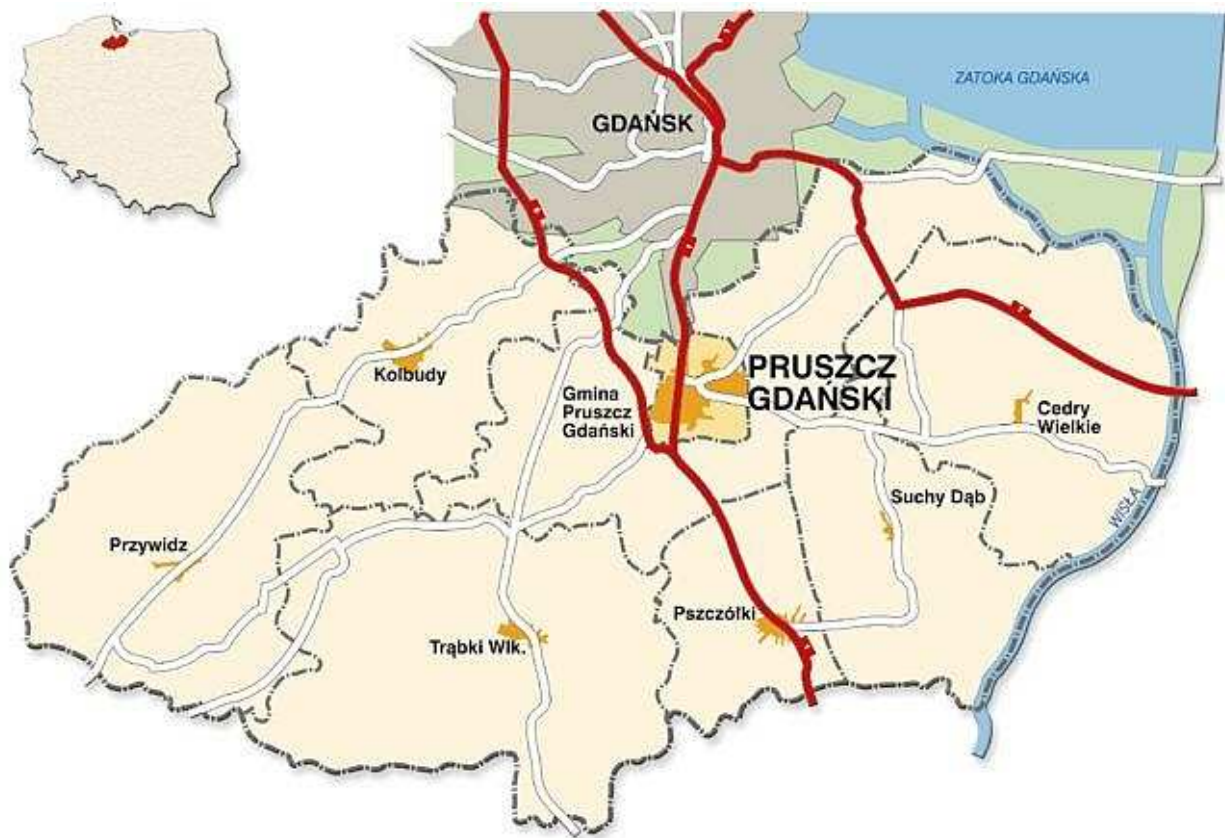 ZATOKA GDAŃSKA
GDAŃSK
PRUSZCZ
GDAŃSKI
Kolbudy
Gmina
Pruszcz
Gdański
Cedry
Wielkie
Suchy Dąb
WISŁA
Przywidz
Pszczółki
Trąbki Wlk.